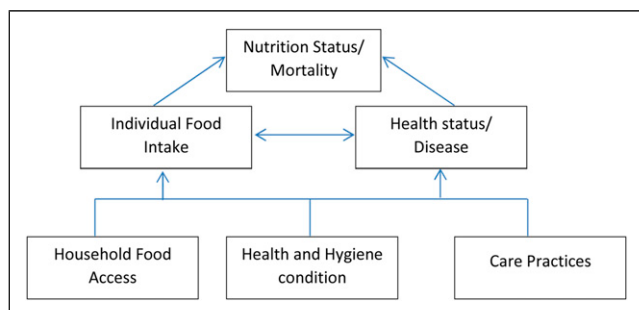 Nutrition Status/
Mortality
Individual Food
Intake
Health status/
Disease
Household Food
Access
Health and Hygiene
condition
Care Practices